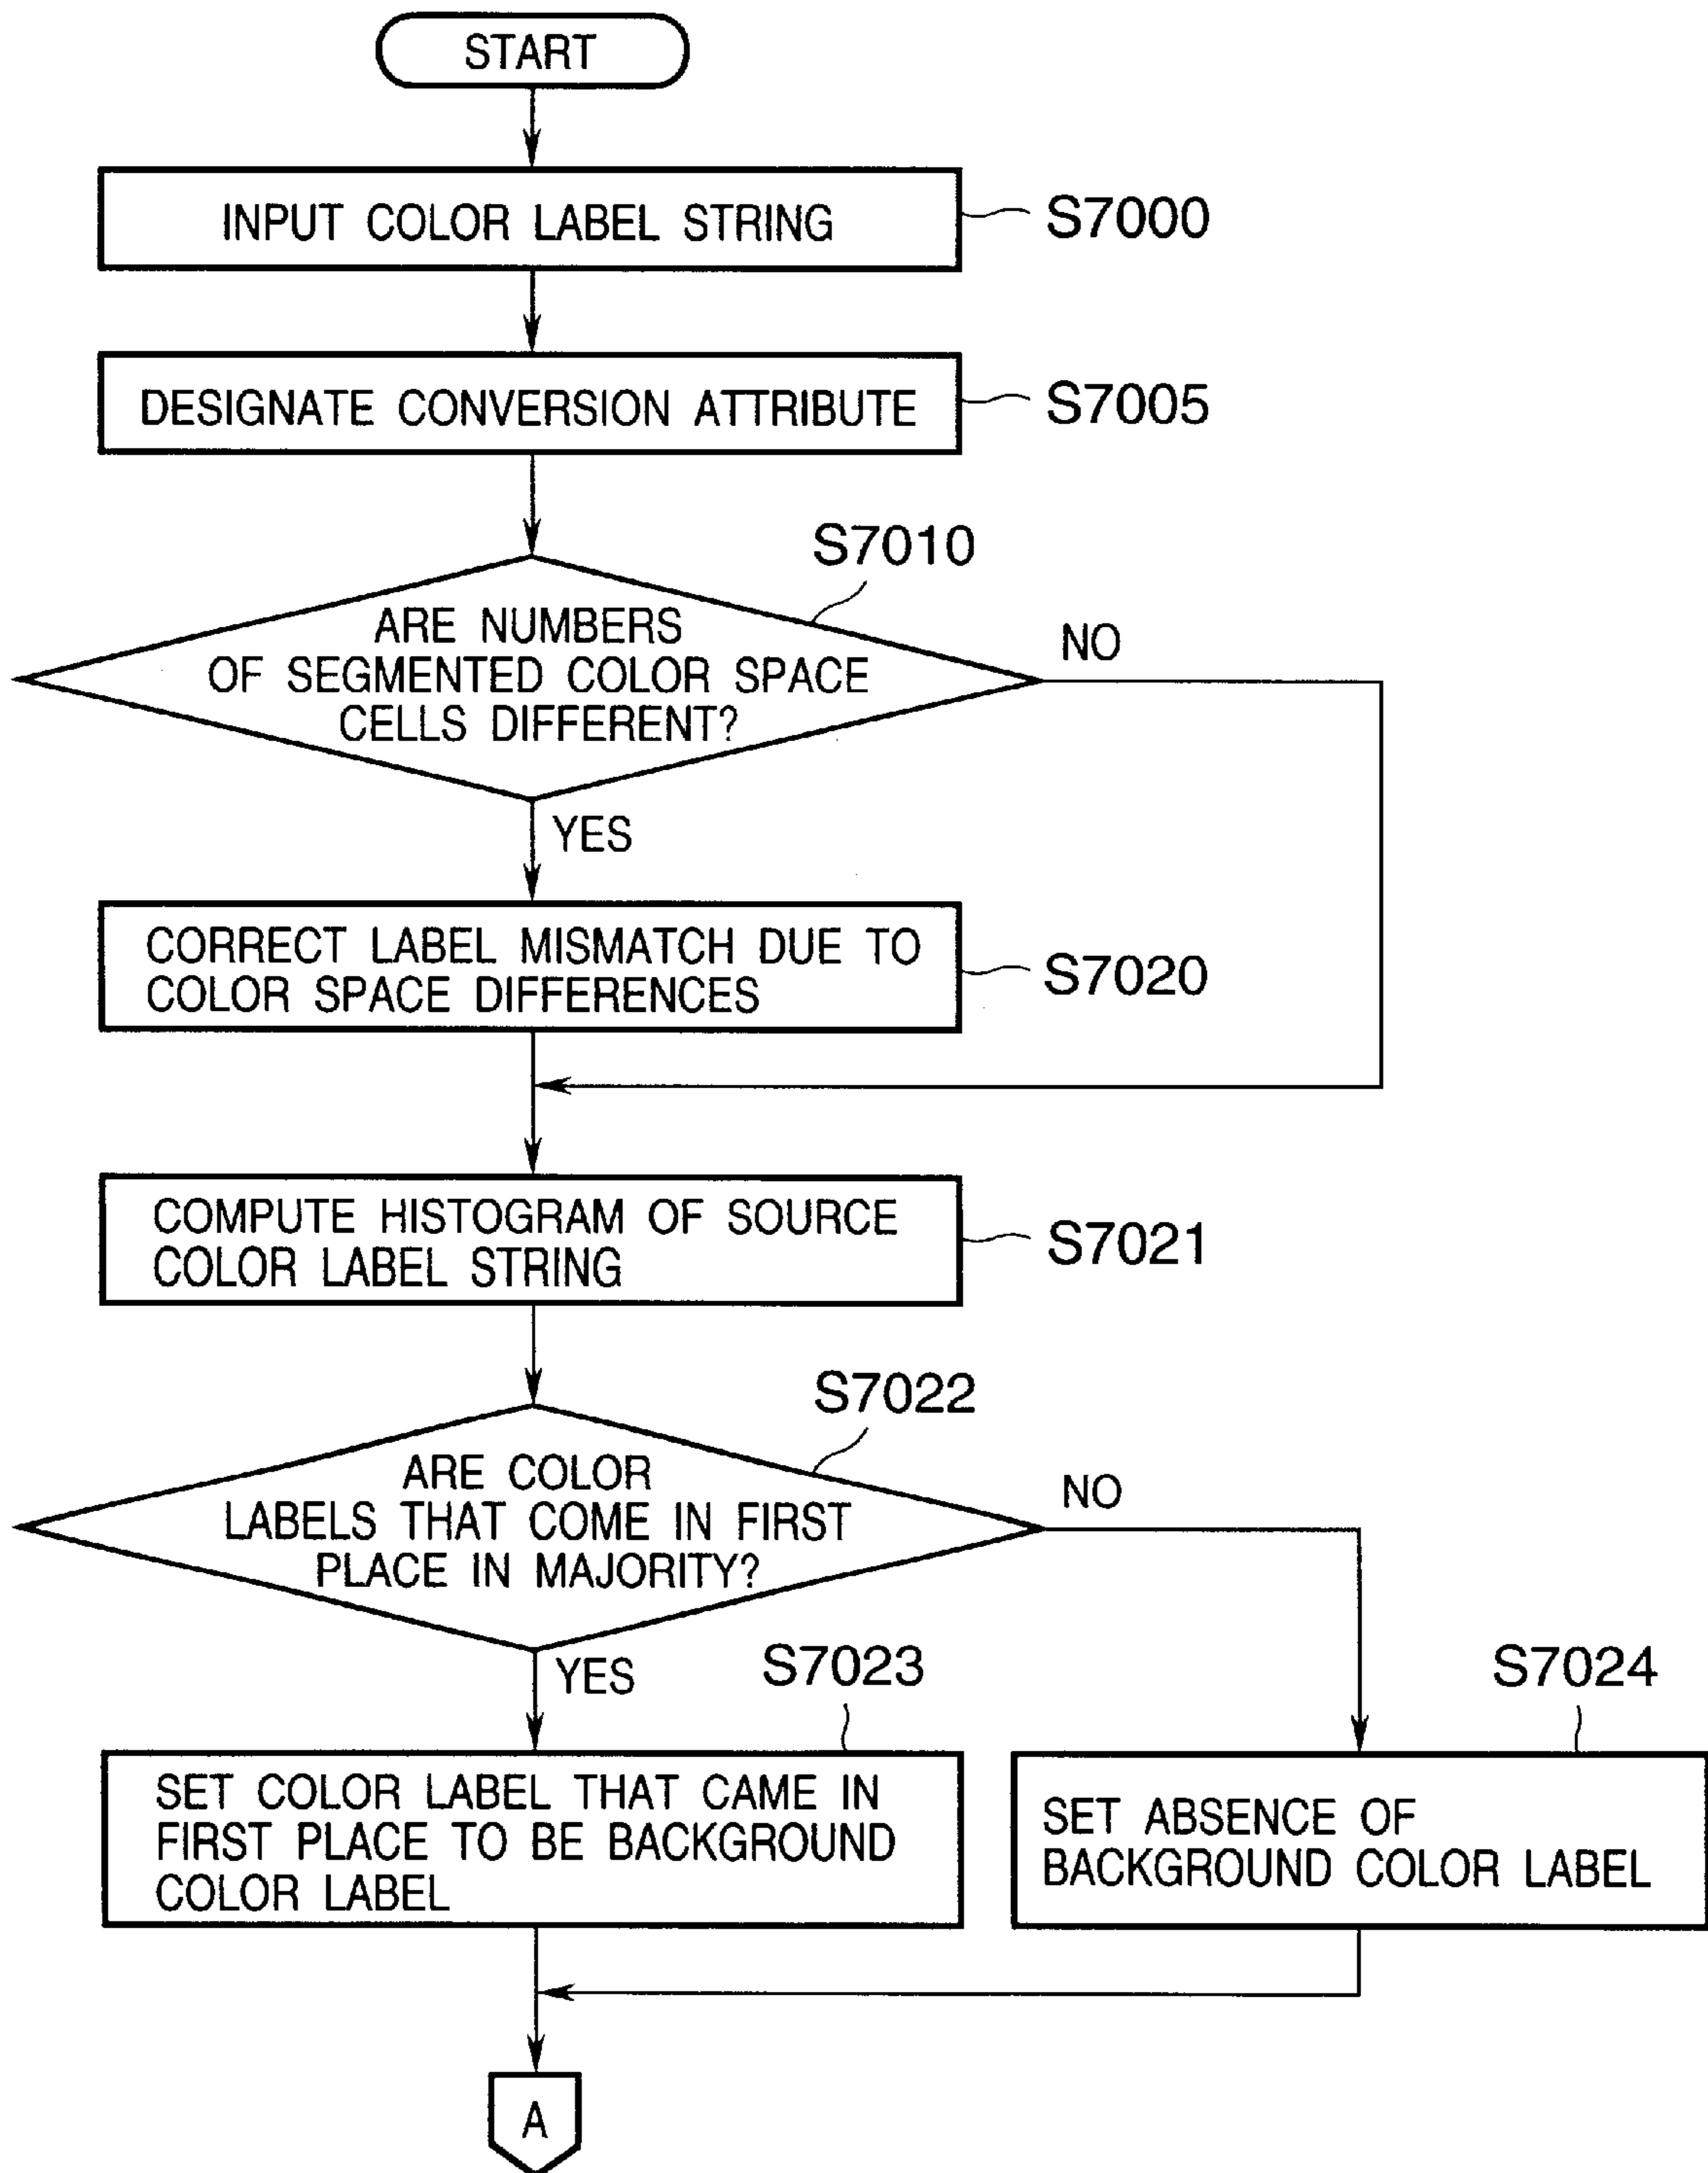 START
INPUT COLOR LABEL STRING
S7000
DESIGNATE CONVERSION ATTRIBUTE
S7005
S7010
ARE NUMBERS
OF SEGMENTED COLOR SPACE
CELLS DIFFERENT?
NO
YES
CORRECT LABEL MISMATCH DUE TO
COLOR SPACE DIFFERENCES
S7020
COMPUTE HISTOGRAM OF SOURCE
COLOR LABEL STRING
S7021
S7022
ARE COLOR
LABELS THAT COME IN FIRST
PLACE IN MAJORITY?
NO
YES
S7023
S7024
SET COLOR LABEL THAT CAME IN
FIRST PLACE TO BE BACKGROUND
COLOR LABEL
SET ABSENCE OF
BACKGROUND COLOR LABEL
A